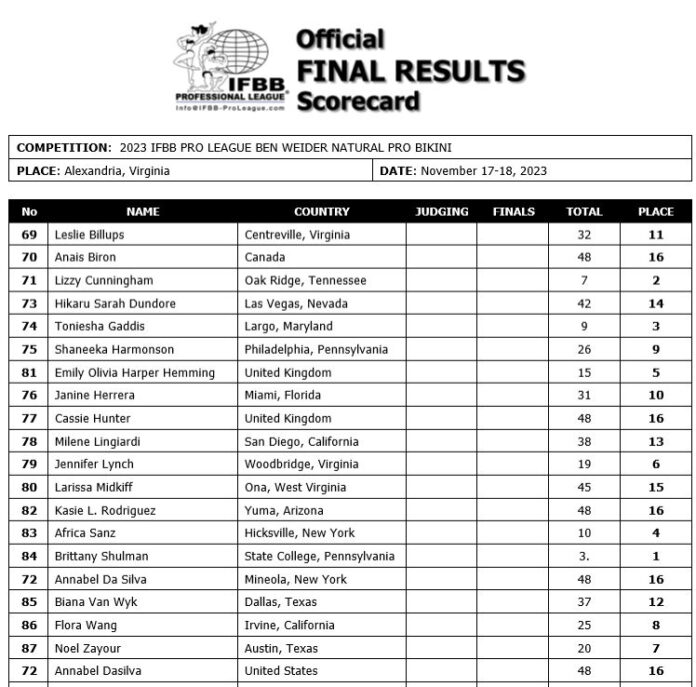 Official
FINAL RESULTS
Scorecard
IFBB
PROFESSIONAL LEAGUE
Info@IFBB-ProLeague.com
COMPETITION: 2023 IFBB PRO LEAGUE BEN WEIDER NATURAL PRO BIKINI
PLACE: Alexandria, Virginia DATE: November 17-18, 2023
No NAME COUNTRY JUDGING FINALS TOTAL PLACE
69 Leslie Billups Centreville, Virginia 32 11
70 Anais Biron Canada 48 16
71 Lizzy Cunningham Oak Ridge, Tennessee 7 2
73 Hikaru Sarah Dundore Las Vegas, Nevada 42 14
74 Toniesha Gaddis Largo, Maryland 9 3
75 Shaneeka Harmonson Philadelphia, Pennsylvania 26 9
81 Emily Olivia Harper Hemming United Kingdom 15 5
76 Janine Herrera Miami, Florida 31 10
77 Cassie Hunter United Kingdom 48 16
78 Milene Lingiardi San Diego, California 38 13
79 Jennifer Lynch Woodbridge, Virginia 19 6
80 Larissa Midkiff Ona, West Virginia 45 15
82 Kasie L. Rodriguez Yuma, Arizona 48 16
83 Africa Sanz Hicksville, New York 10 4
84 Brittany Shulman State College, Pennsylvania 3. 1
72 Annabel Da Silva Mineola, New York 48 16
85 Biana Van Wyk Dallas, Texas 37 12
86 Flora Wang Irvine, California 25 8
87 Noel Zayour Austin, Texas 20 7
72 Annabel Dasilva United States 48 16